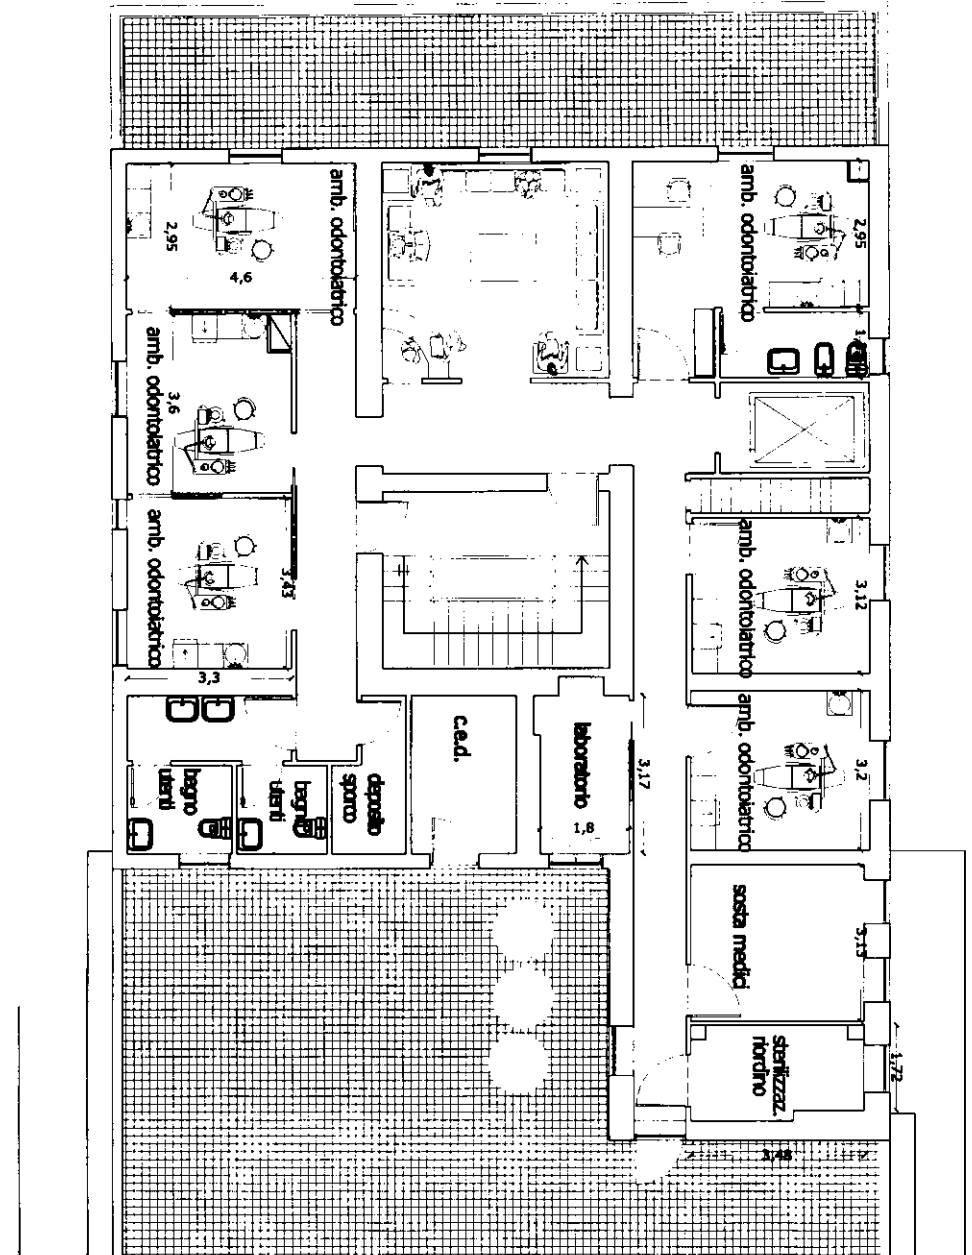 amb. odontoiatrico
2,95
4,6
amb. odontoiatrico
2,95
amb. odontoiatrico
3,6
amb. odontoiatrico
3,43
3,3
amb. odontoiatrico
3,12
amb. odontoiatrico
3,2
c.e.d.
laboratorio
3,17
1,8
bagno
utenti
bagno
utenti
deposito
sporco
sosta medici
3,13
sterilizzaz.
riordino
1,72
3,48